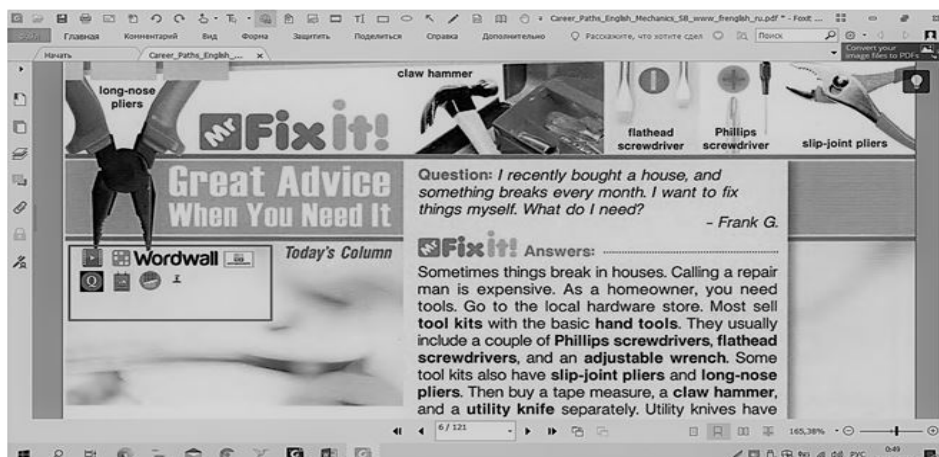 Career_Paths_English_Mechanics_SB_www_frenglish_ru.pdf * - Foxit ...
Главная Комментарий Вид Форма Защитить Поделиться Справка Дополнительно Расскажите, что хотите сдел Поиск
Начать Career_Paths_English_... ×
Convert your
image files to PDFs
long-nose
pliers
claw hammer
flathead
screwdriver
Phillips
screwdriver
slip-joint pliers
Mr Fix it!
Great Advice
When You Need It
Question: I recently bought a house, and
something breaks every month. I want to fix
things myself. What do I need?
– Frank G.
Wordwall
Q
Today's Column
Mr Fix it! Answers:
Sometimes things break in houses. Calling a repair
man is expensive. As a homeowner, you need
tools. Go to the local hardware store. Most sell
tool kits with the basic hand tools. They usually
include a couple of Phillips screwdrivers, flathead
screwdrivers, and an adjustable wrench. Some
tool kits also have slip-joint pliers and long-nose
pliers. Then buy a tape measure, a claw hammer,
and a utility knife separately. Utility knives have
6 / 121
165,38%
РУС 0:49